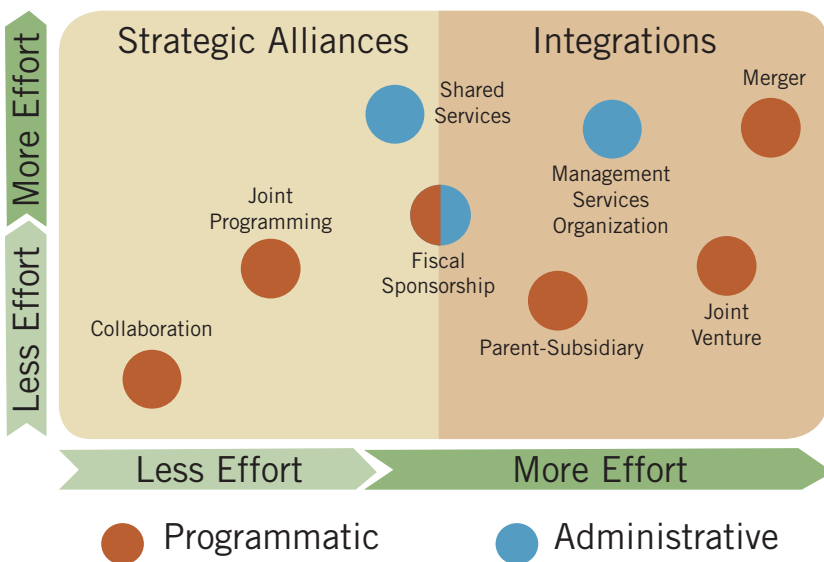 Strategic Alliances
Integrations
More Effort
Less Effort
Shared
Services
Merger
Management
Services
Organization
Joint
Programming
Fiscal
Sponsorship
Collaboration
Parent-Subsidiary
Joint
Venture
Less Effort
More Effort
Programmatic
Administrative